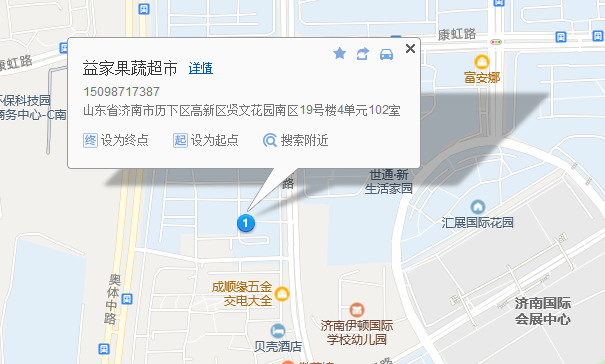 康虹路
康虹路
益家果蔬超市 详情
15098717387
山东省济南市历下区高新区贤文花园南区19号楼4单元102室
终 设为终点 起 设为起点 搜索附近
富安娜
环保科技园
商务中心-C南
路
世通·新
生活家园
汇展国际花园
1
奥体中路
成顺缘五金
交电大全
济南国际
会展中心
济南伊顿国际
学校幼儿园
贝壳酒店